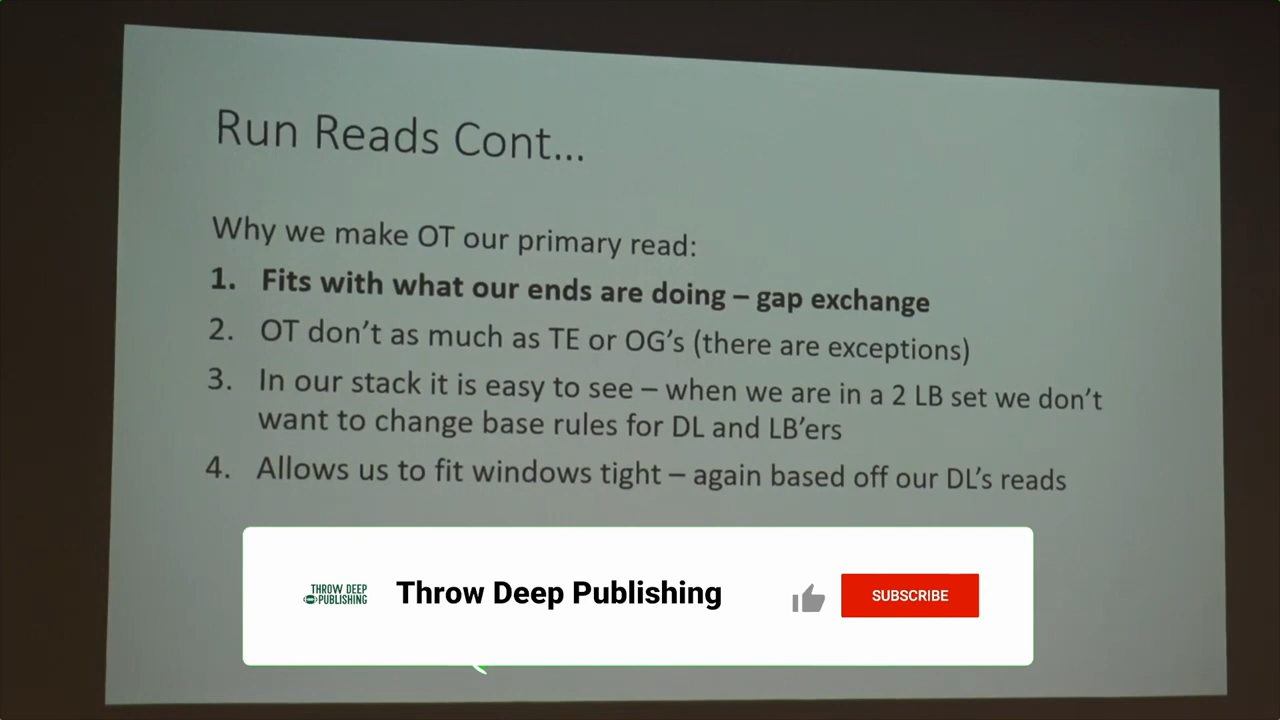 Run Reads Cont...
Why we make OT our primary read:
1. Fits with what our ends are doing – gap exchange
2. OT don't as much as TE or OG's (there are exceptions)
3. In our stack it is easy to see – when we are in a 2 LB set we don't
want to change base rules for DL and LB'ers
4. Allows us to fit windows tight – again based off our DL's reads
THROW DEEP
PUBLISHING
Throw Deep Publishing
SUBSCRIBE